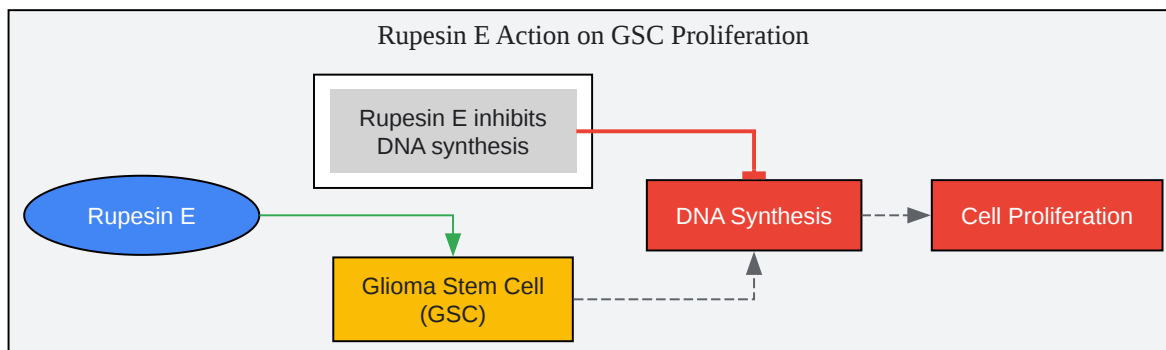 Rupesin E Action on GSC Proliferation
Rupesin E inhibits
DNA synthesis
Rupesin E
DNA Synthesis
Cell Proliferation
Glioma Stem Cell
(GSC)